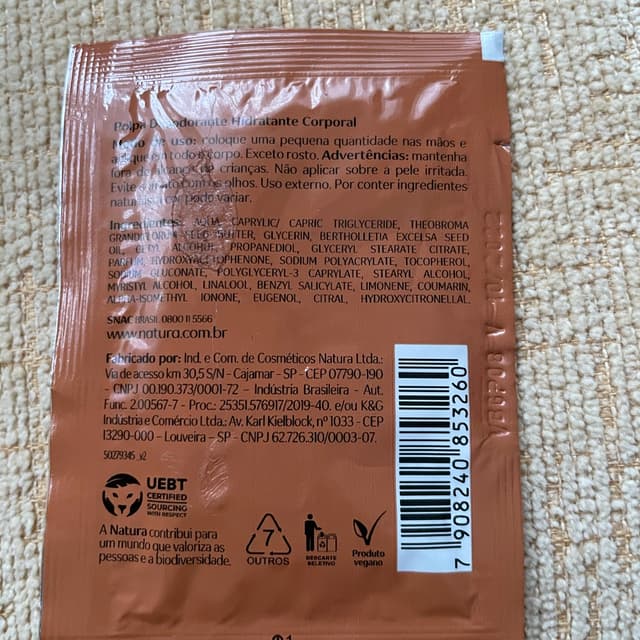 Polpa Desodorante Hidratante Corporal
Modo de uso: coloque uma pequena quantidade nas mãos e
aplique em todo o corpo. Exceto rosto. Advertências: mantenha
fora do alcance de crianças. Não aplicar sobre a pele irritada.
Evite contato com os olhos. Uso externo. Por conter ingredientes
naturais, a cor pode variar.
Ingredientes: AQUA, CAPRYLIC/ CAPRIC TRIGLYCERIDE, THEOBROMA
GRANDIFLORUM SEED BUTTER, GLYCERIN, BERTHOLLETIA EXCELSA SEED
OIL, CETYL ALCOHOL, PROPANEDIOL, GLYCERYL STEARATE CITRATE,
PARFUM, HYDROXYACETOPHENONE, SODIUM POLYACRYLATE, TOCOPHEROL,
SODIUM GLUCONATE, POLYGLYCERYL-3 CAPRYLATE, STEARYL ALCOHOL,
MYRISTYL ALCOHOL, LINALOOL, BENZYL SALICYLATE, LIMONENE, COUMARIN,
ALPHA-ISOMETHYL IONONE, EUGENOL, CITRAL, HYDROXYCITRONELLAL.
SNAC BRASIL 0800 11 5566
www.natura.com.br
Fabricado por: Ind. e Com. de Cosméticos Natura Ltda.:
Via de acesso km 30,5 S/N - Cajamar - SP - CEP 07790-190
- CNPJ 00.190.373/0001-72 - Indústria Brasileira - Aut.
Func. 2.00567-7 - Proc.: 25351.576917/2019-40. e/ou K&G
Indústria e Comércio Ltda.: Av. Karl Kielblock, nº 1033 - CEP
13290-000 - Louveira - SP - CNPJ 62.726.310/0003-07.
50279345 _v2
UEBT
CERTIFIED
SOURCING
WITH RESPECT
A Natura contribui para
um mundo que valoriza as
pessoas e a biodiversidade.
7
OUTROS
DESCARTE
SELETIVO
Produto
vegano
7 908240 853260